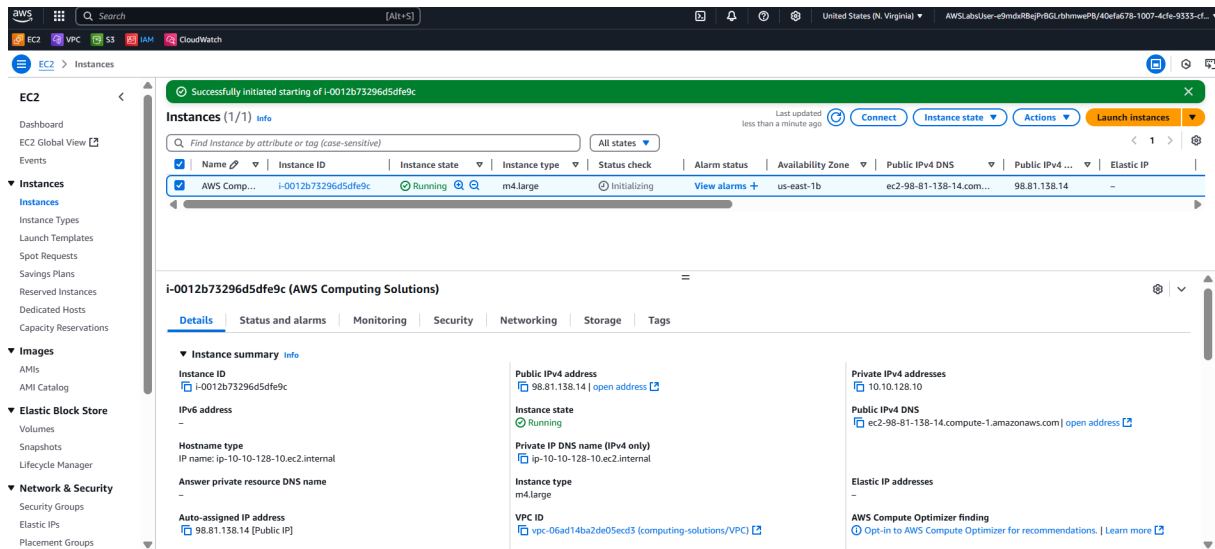 aws Search [Alt+S] United States (N. Virginia) AWSLabsUser-e9mdxRBejPrBGLrbhmwePB/40efa678-1007-4cfe-9333-cf...
EC2 VPC S3 IAM CloudWatch
EC2 > Instances
EC2
Dashboard
EC2 Global View
Events
Instances
Instances
Instance Types
Launch Templates
Spot Requests
Savings Plans
Reserved Instances
Dedicated Hosts
Capacity Reservations
Images
AMIs
AMI Catalog
Elastic Block Store
Volumes
Snapshots
Lifecycle Manager
Network & Security
Security Groups
Elastic IPs
Placement Groups
Successfully initiated starting of i-0012b73296d5dfe9c
Instances (1/1) Info
Last updated
less than a minute ago
Connect Instance state Actions Launch instances
Find Instance by attribute or tag (case-sensitive) All states 1
Name Instance ID Instance state Instance type Status check Alarm status Availability Zone Public IPv4 DNS Public IPv4 ... Elastic IP
AWS Comp... i-0012b73296d5dfe9c Running m4.large Initializing View alarms + us-east-1b ec2-98-81-138-14.com... 98.81.138.14 –
i-0012b73296d5dfe9c (AWS Computing Solutions)
Details Status and alarms Monitoring Security Networking Storage Tags
Instance summary Info
Instance ID
i-0012b73296d5dfe9c
Public IPv4 address
98.81.138.14 | open address
Private IPv4 addresses
10.10.128.10
IPv6 address
–
Instance state
Running
Public IPv4 DNS
ec2-98-81-138-14.compute-1.amazonaws.com | open address
Hostname type
IP name: ip-10-10-128-10.ec2.internal
Private IP DNS name (IPv4 only)
ip-10-10-128-10.ec2.internal
Answer private resource DNS name
–
Instance type
m4.large
Elastic IP addresses
–
Auto-assigned IP address
98.81.138.14 [Public IP]
VPC ID
vpc-06ad14ba2de05ecd3 (computing-solutions/VPC)
AWS Compute Optimizer finding
Opt-in to AWS Compute Optimizer for recommendations. | Learn more